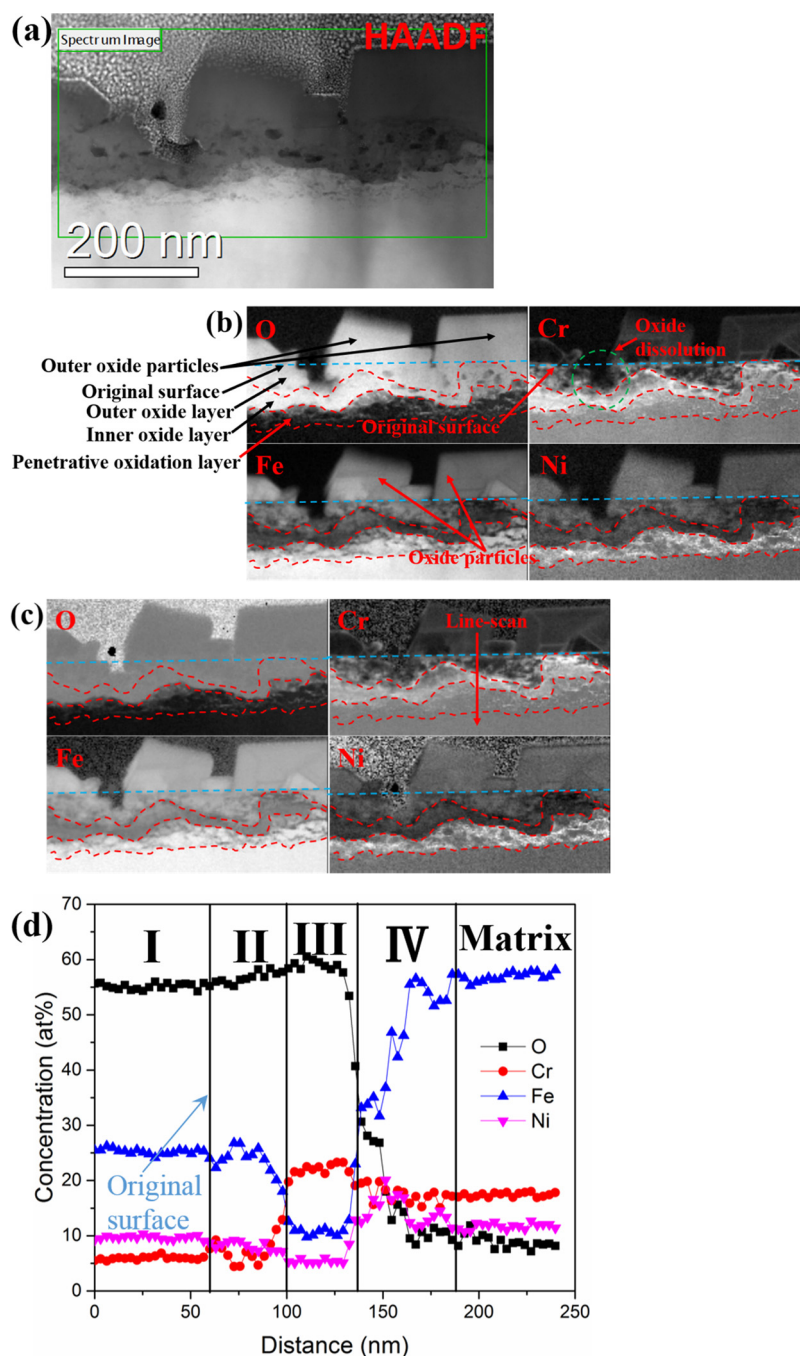 (a)
Spectrum Image
HAADF
200 nm
(b)
O
Cr
Oxide
dissolution
Outer oxide particles
Original surface
Outer oxide layer
Inner oxide layer
Original surface
Penetrative oxidation layer
Fe
Ni
Oxide particles
(c)
O
Cr
Line-scan
Fe
Ni
(d)
70
60
50
40
30
20
10
0
Concentration (at%)
I
II
III
IV
Matrix
O
Cr
Fe
Ni
Original
surface
0
50
100
150
200
250
Distance (nm)